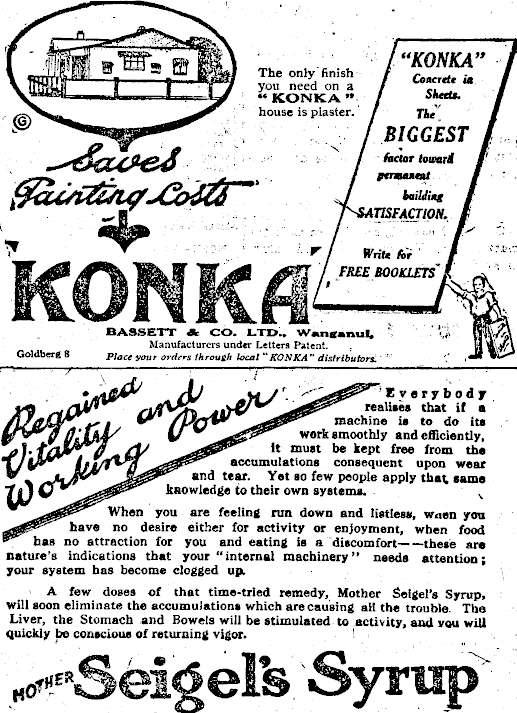 The only finish
you need on a
"KONKA"
house is plaster.
"KONKA"
Concrete in
Sheets.
The
BIGGEST
factor toward
permanent
building
SATISFACTION.
Write for
FREE BOOKLETS
G
Saves
Painting Costs
KONKA
BASSETT & CO. LTD., Wanganui,
Manufacturers under Letters Patent.
Goldberg 8
Place your orders through local "KONKA" distributors.
Regained
Vitality and
Working Power
Everybody
realises that if a
machine is to do its
work smoothly and efficiently,
it must be kept free from the
accumulations consequent upon wear
and tear. Yet so few people apply that same
knowledge to their own systems.
When you are feeling run down and listless, when you
have no desire either for activity or enjoyment, when food
has no attraction for you and eating is a discomfort——these are
nature's indications that your "internal machinery" needs attention;
your system has become clogged up.
A few doses of that time-tried remedy, Mother Seigel's Syrup,
will soon eliminate the accumulations which are causing all the trouble. The
Liver, the Stomach and Bowels will be stimulated to activity, and you will
quickly be conscious of returning vigor.
MOTHER Seigel's Syrup